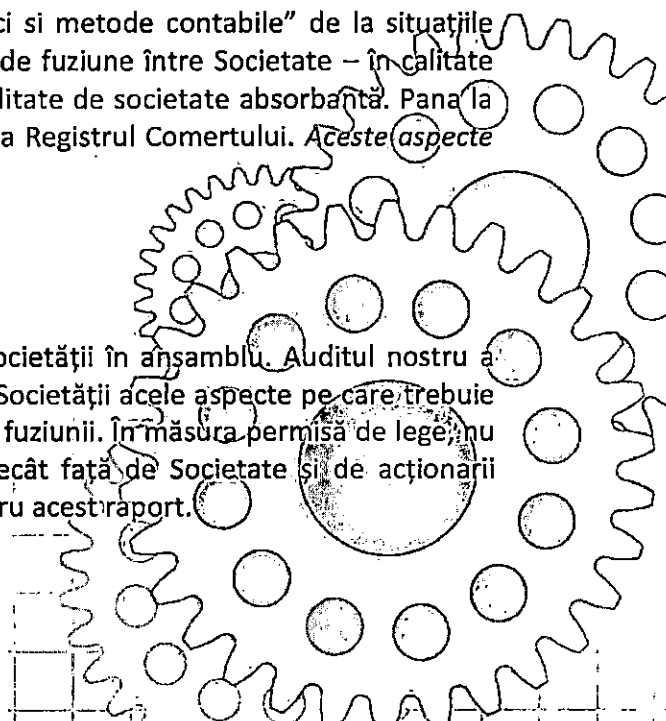 ci si metode contabile” de la situațiile
de fuziune între Societate – în calitate
litate de societate absorbantă. Pana la
a Registrul Comertului. Aceste aspecte
ocietății în ansamblu. Auditul nostru a
Societății acele aspecte pe care trebuie
fuziunii. În măsura permisă de lege, nu
ecât față de Societate și de acționarii
ru acest raport.